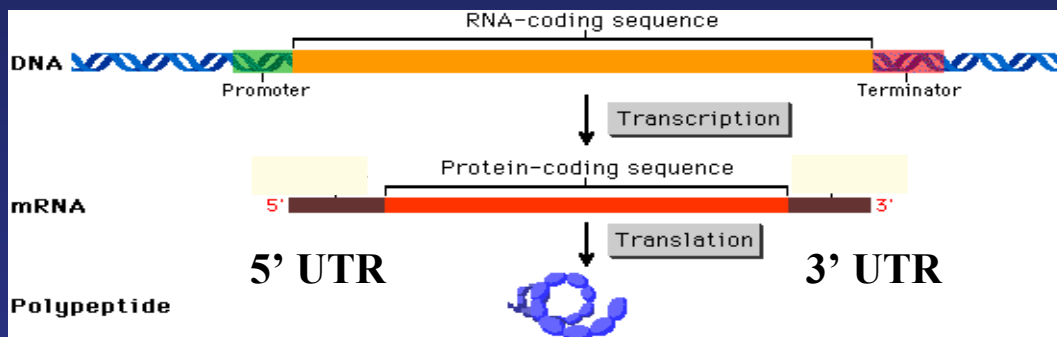 RNA-coding sequence
DNA
Promoter
Terminator
Transcription
Protein-coding sequence
mRNA
5'
3'
Translation
5’ UTR
3’ UTR
Polypeptide